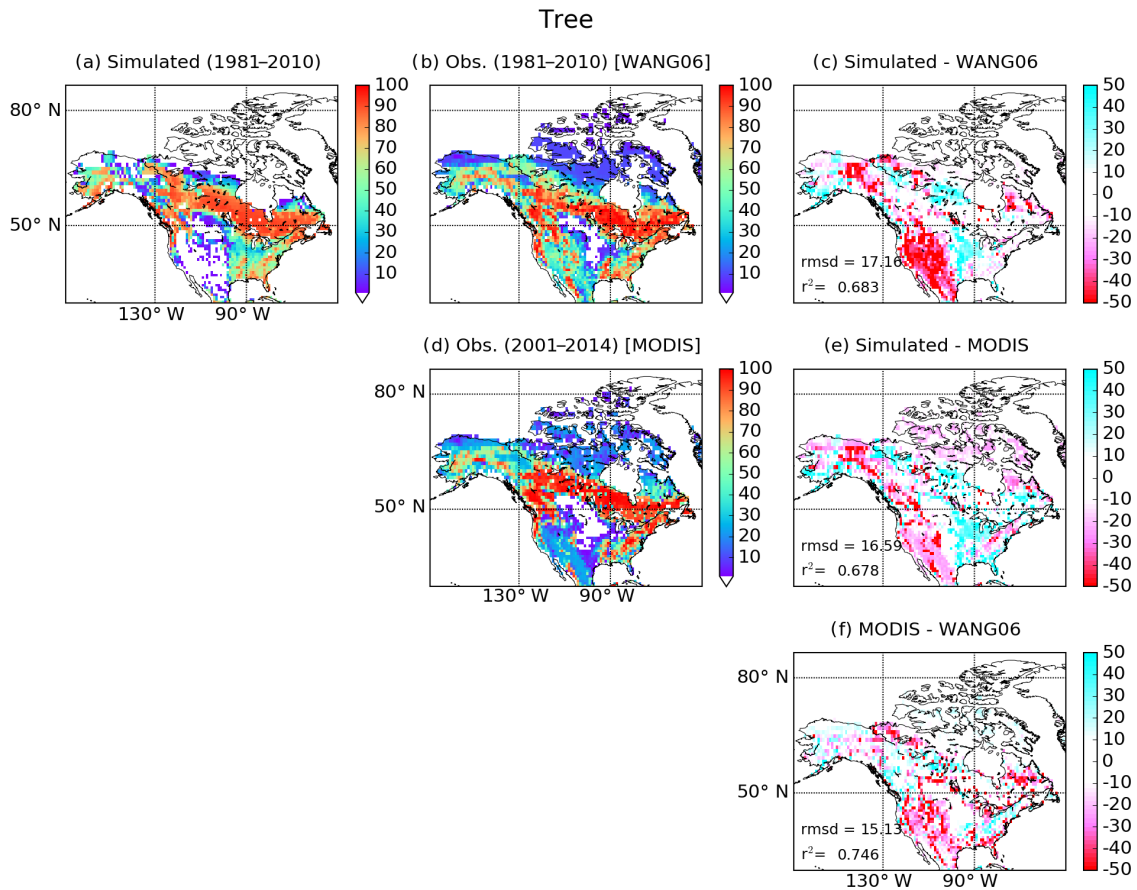 Tree
(a) Simulated (1981–2010)
(b) Obs. (1981–2010) [WANG06]
(c) Simulated - WANG06
80° N
50° N
130° W 90° W
100
90
80
70
60
50
40
30
20
10
100
90
80
70
60
50
40
30
20
10
rmsd = 17.16
r²= 0.683
50
40
30
20
10
0
-10
-20
-30
-40
-50
(d) Obs. (2001–2014) [MODIS]
(e) Simulated - MODIS
80° N
50° N
130° W 90° W
100
90
80
70
60
50
40
30
20
10
rmsd = 16.59
r²= 0.678
50
40
30
20
10
0
-10
-20
-30
-40
-50
(f) MODIS - WANG06
80° N
50° N
rmsd = 15.13
r²= 0.746
130° W 90° W
50
40
30
20
10
0
-10
-20
-30
-40
-50